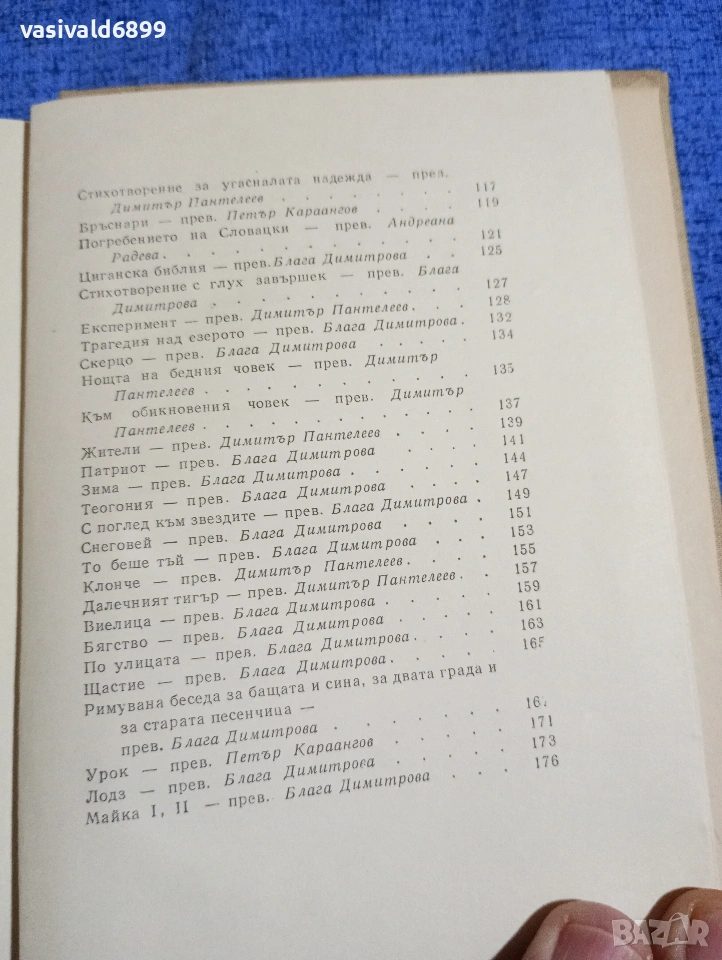 vasivald6899
Стихотворение за угасналата надежда — прев.
Димитър Пантелеев . . . . . . . . 117
Бръснари — прев. Петър Караангов . . . . 119
Погребението на Словацки — прев. Андреана
Радева. . . . . . . . . . . . 121
Циганска библия — прев. Блага Димитрова . . 125
Стихотворение с глух завършек — прев. Блага
Димитрова . . . . . . . . . . 127
Експеримент — прев. Димитър Пантелеев. . . 128
Трагедия над езерото — прев. Блага Димитрова. 132
Скерцо — прев. Блага Димитрова . . . . 134
Нощта на бедния човек — прев. Димитър
Пантелеев . . . . . . . . . . 135
Към обикновения човек — прев. Димитър
Пантелеев . . . . . . . . . . 137
Жители — прев. Димитър Пантелеев . . . . 139
Патриот — прев. Блага Димитрова . . . . 141
Зима — прев. Блага Димитрова . . . . . 144
Теогония — прев. Блага Димитрова . . . . 147
С поглед към звездите — прев. Блага Димитрова . 149
Снеговей — прев. Блага Димитрова . . . . 151
То беше тъй — прев. Блага Димитрова . . . 153
Клонче — прев. Димитър Пантелеев . . . . 155
Далечният тигър — прев. Димитър Пантелеев . . 157
Виелица — прев. Блага Димитрова . . . . 159
Бягство — прев. Блага Димитрова . . . . 161
По улицата — прев. Блага Димитрова . . . 163
Щастие — прев. Блага Димитрова . . . . 165
Римувана беседа за бащата и сина, за двата града и
за старата песенчица —
прев. Блага Димитрова . . . . . . 167
Урок — прев. Петър Караангов . . . . . 171
Лодз — прев. Блага Димитрова . . . . . 173
Майка I, II — прев. Блага Димитрова . . . 176
BAZAR